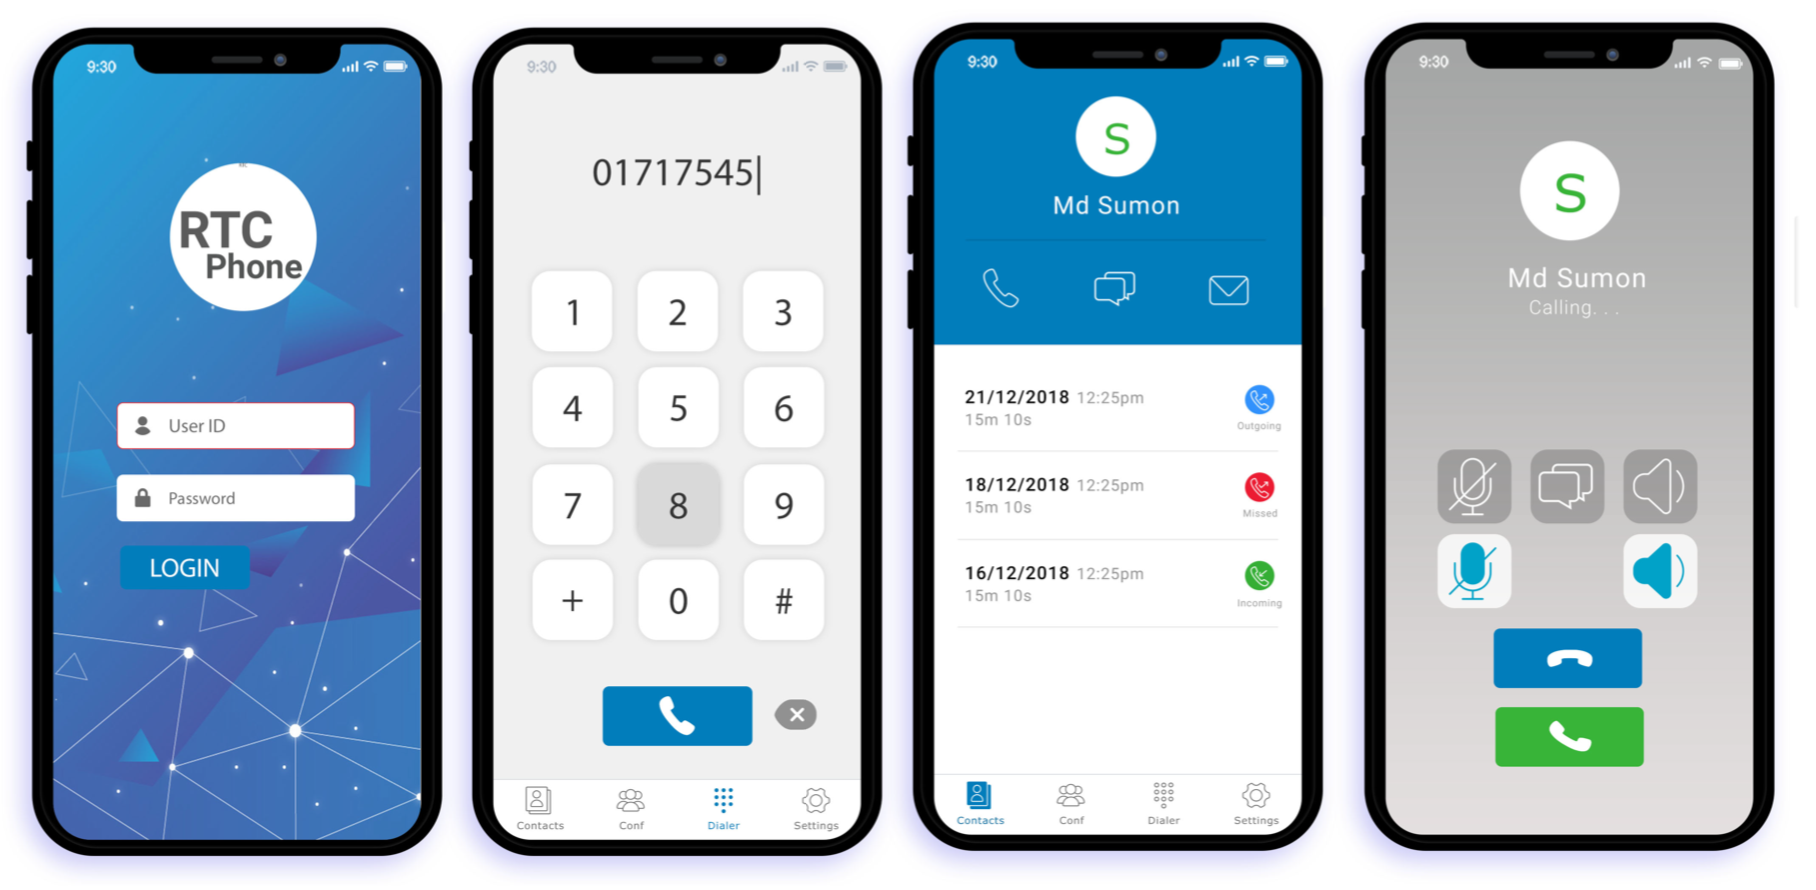 9:30
RTC
Phone
User ID
Password
LOGIN
9:30
01717545
1 2 3
4 5 6
7 8 9
+ 0 #
Contacts Conf Dialer Settings
9:30
S
Md Sumon
21/12/2018 12:25pm
15m 10s
Outgoing
18/12/2018 12:25pm
15m 10s
Missed
16/12/2018 12:25pm
15m 10s
Incoming
Contacts Conf Dialer Settings
9:30
S
Md Sumon
Calling. . .